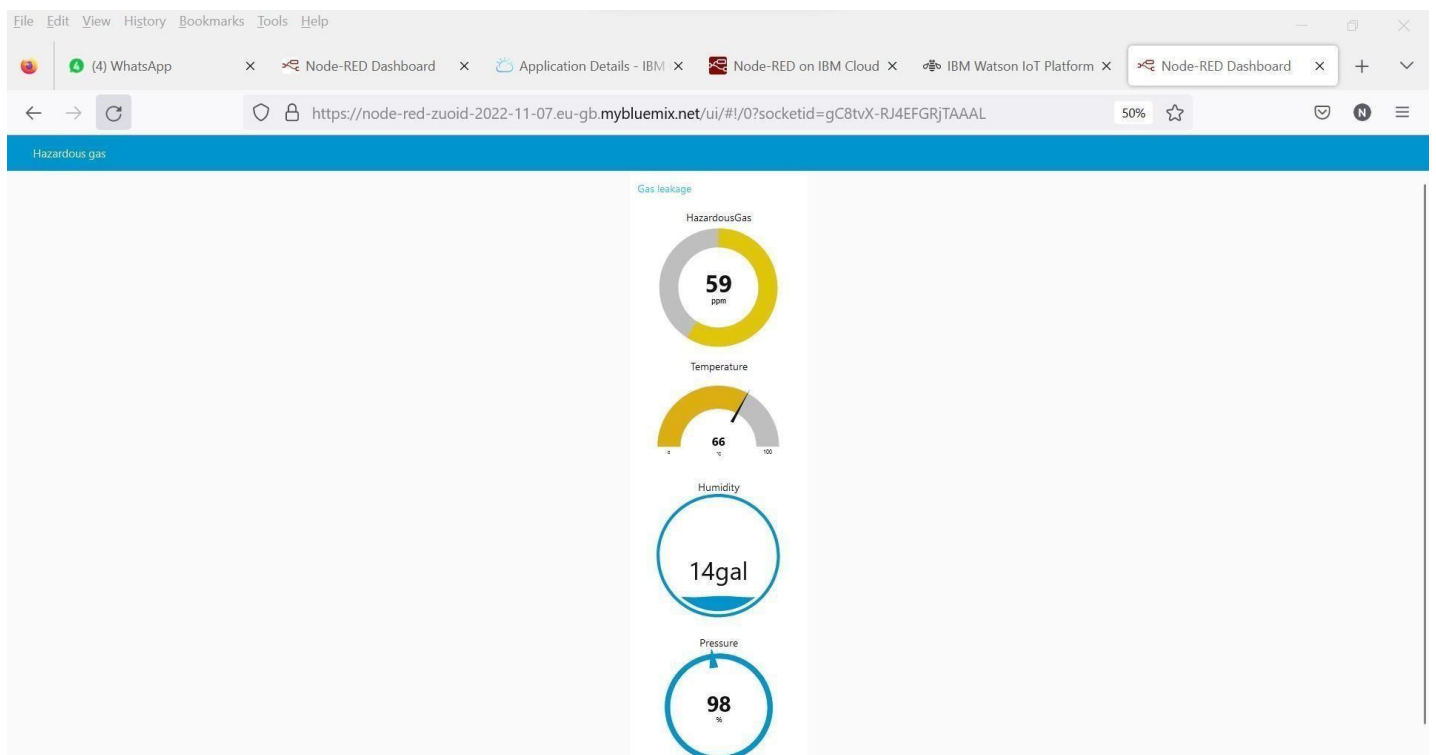 File Edit View History Bookmarks Tools Help
(4) WhatsApp
Node-RED Dashboard
Application Details - IBM
Node-RED on IBM Cloud
IBM Watson IoT Platform
Node-RED Dashboard
https://node-red-zuoid-2022-11-07.eu-gb.mybluemix.net/ui/#!/0?socketid=gC8tvX-RJ4EFGRjTAAAL
50%
N
Hazardous gas
Gas leakage
HazardousGas
59
ppm
Temperature
66
0 °C 100
Humidity
14gal
Pressure
98
%